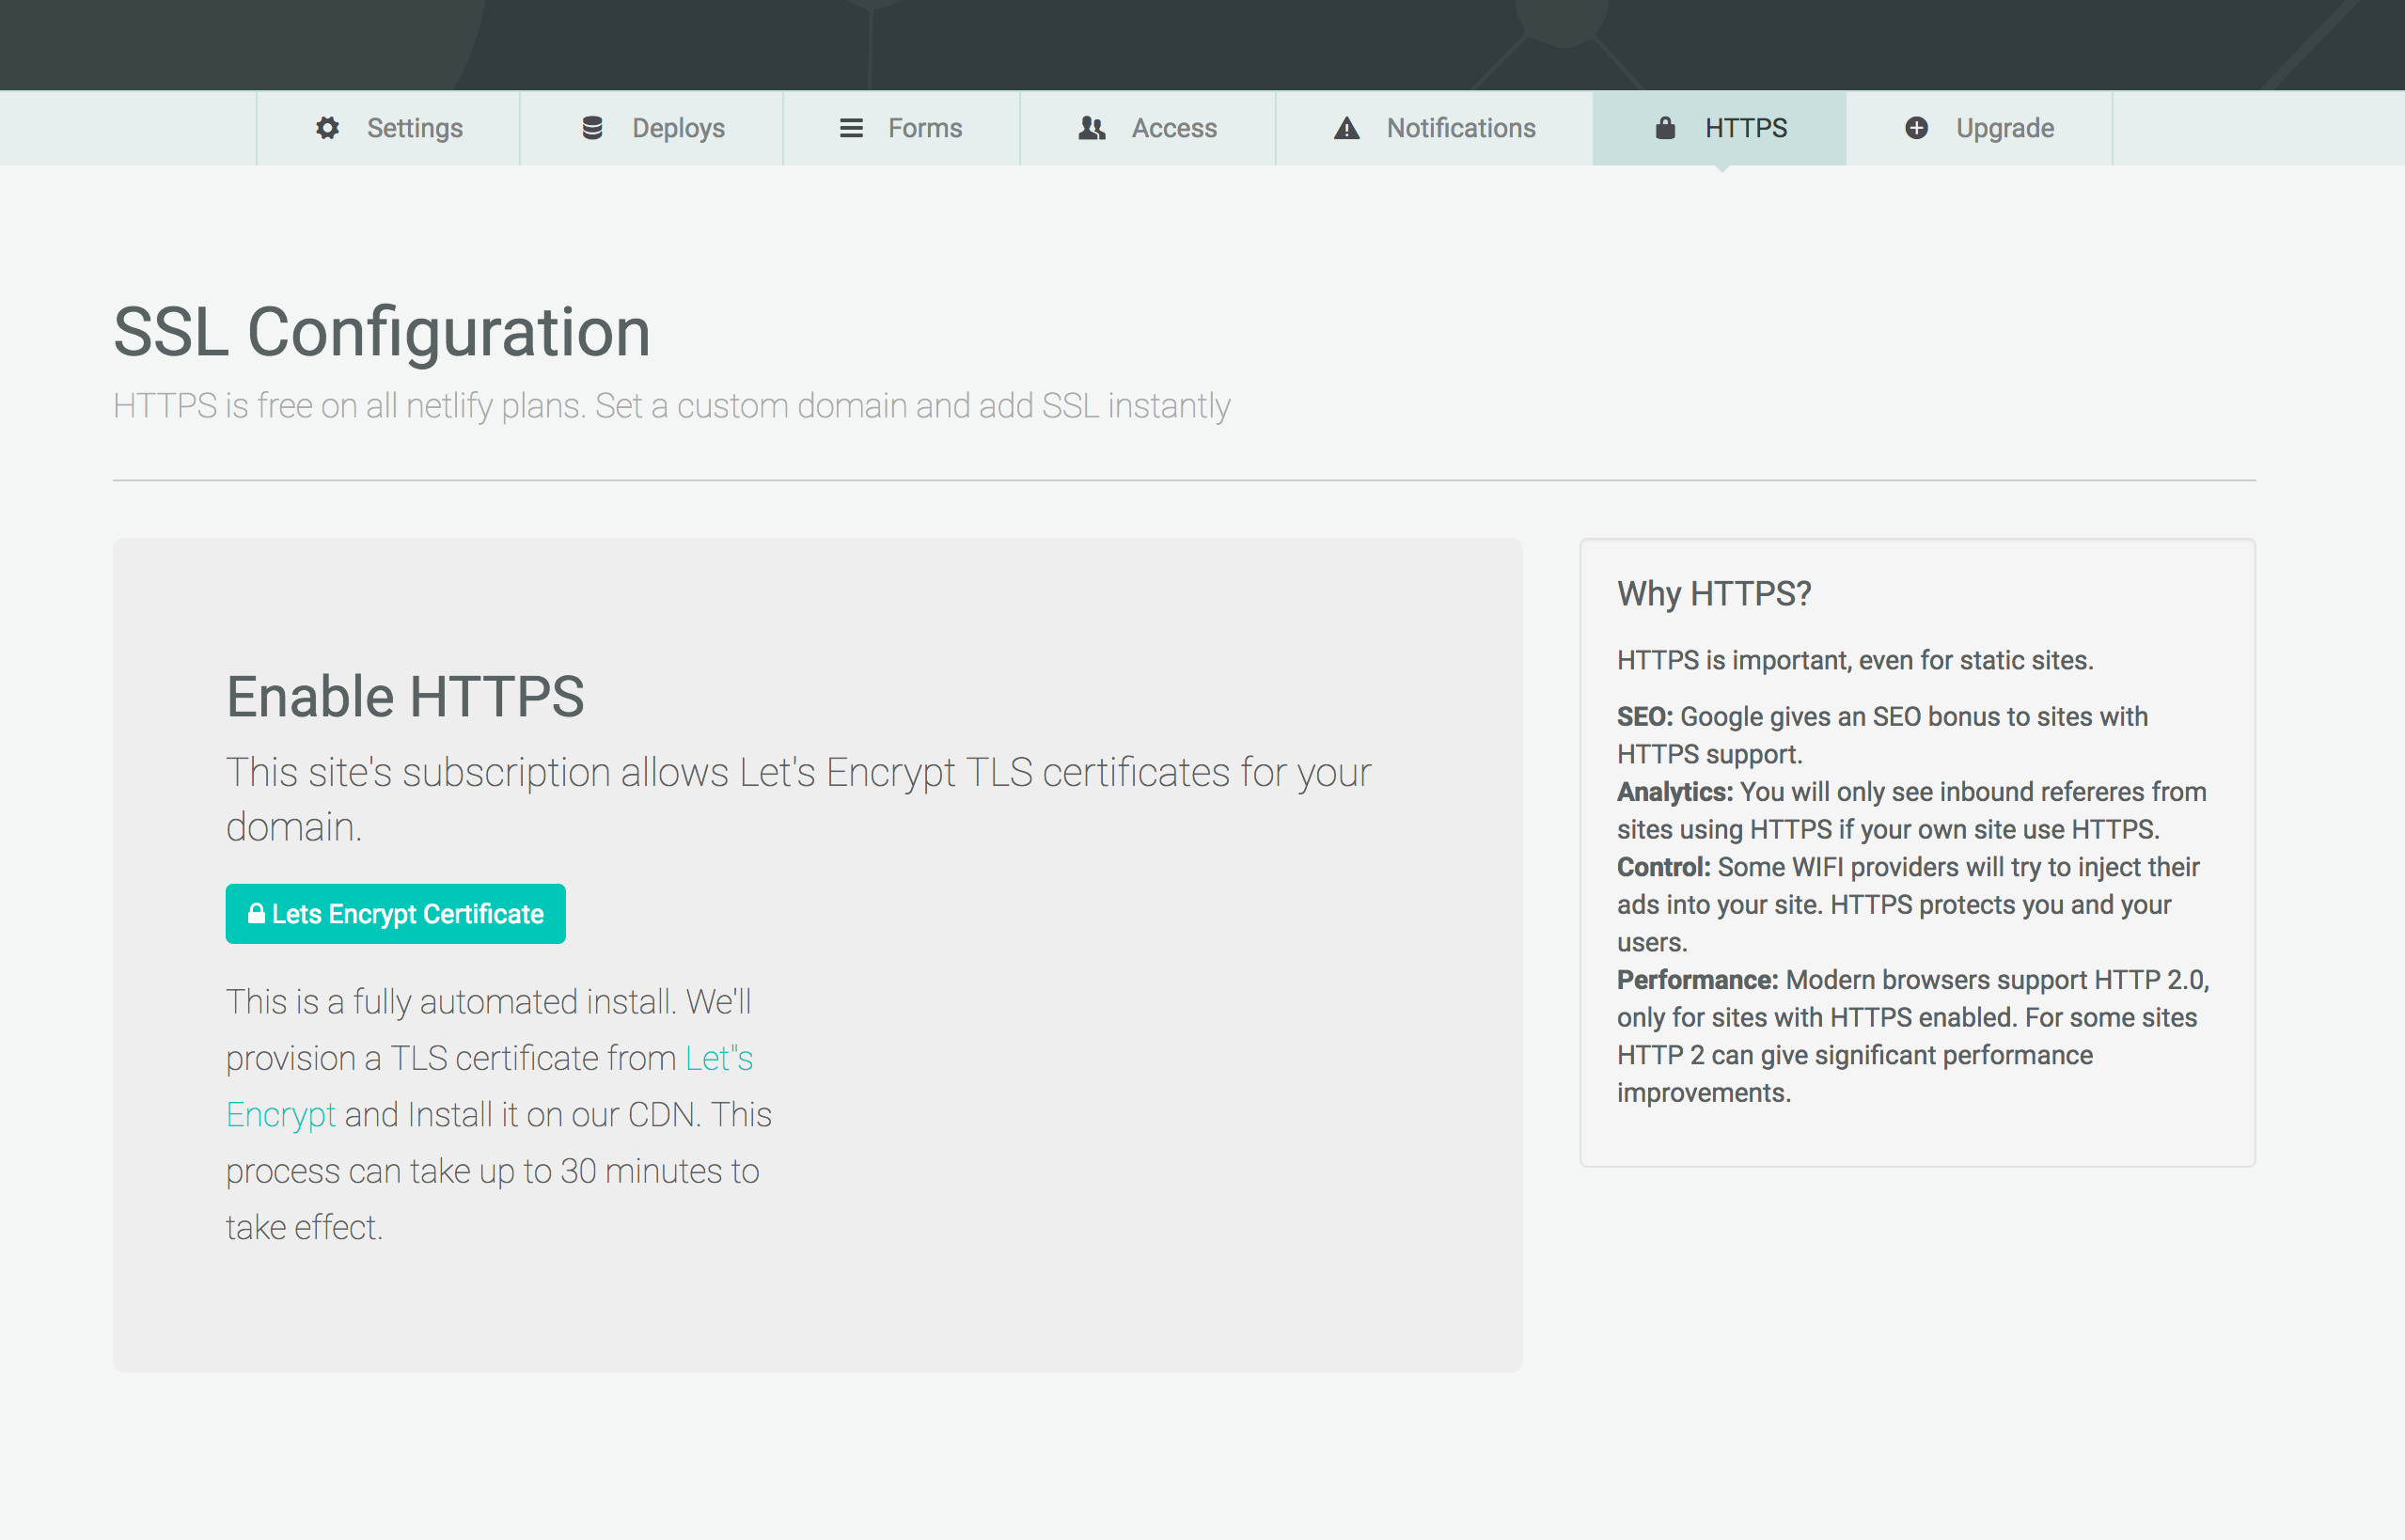 Settings
Deploys
Forms
Access
Notifications
HTTPS
Upgrade
SSL Configuration
HTTPS is free on all netlify plans. Set a custom domain and add SSL instantly
Enable HTTPS
This site's subscription allows Let's Encrypt TLS certificates for your
domain.
Lets Encrypt Certificate
This is a fully automated install. We'll
provision a TLS certificate from Let"s
Encrypt and Install it on our CDN. This
process can take up to 30 minutes to
take effect.
Why HTTPS?
HTTPS is important, even for static sites.
SEO: Google gives an SEO bonus to sites with
HTTPS support.
Analytics: You will only see inbound refereres from
sites using HTTPS if your own site use HTTPS.
Control: Some WIFI providers will try to inject their
ads into your site. HTTPS protects you and your
users.
Performance: Modern browsers support HTTP 2.0,
only for sites with HTTPS enabled. For some sites
HTTP 2 can give significant performance
improvements.